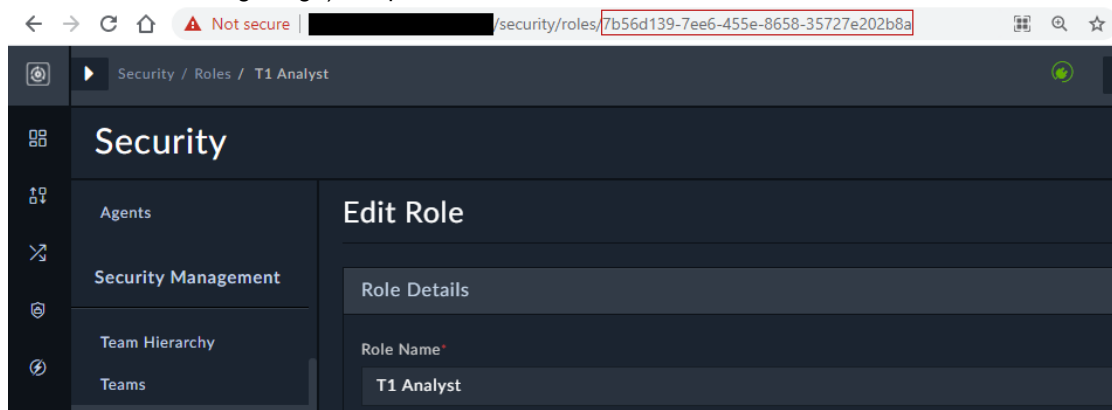 Not secure | /security/roles/7b56d139-7ee6-455e-8658-35727e202b8a
Security / Roles / T1 Analyst
Security
Agents
Edit Role
Security Management
Role Details
Team Hierarchy
Role Name*
Teams
T1 Analyst